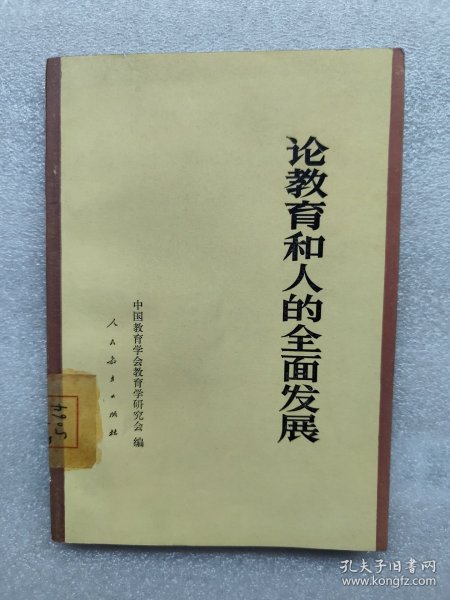 论教育和人的全面发展
中国教育学会教育学研究会 编
人民教育出版社
孔夫子旧书网
www.kongfz.com